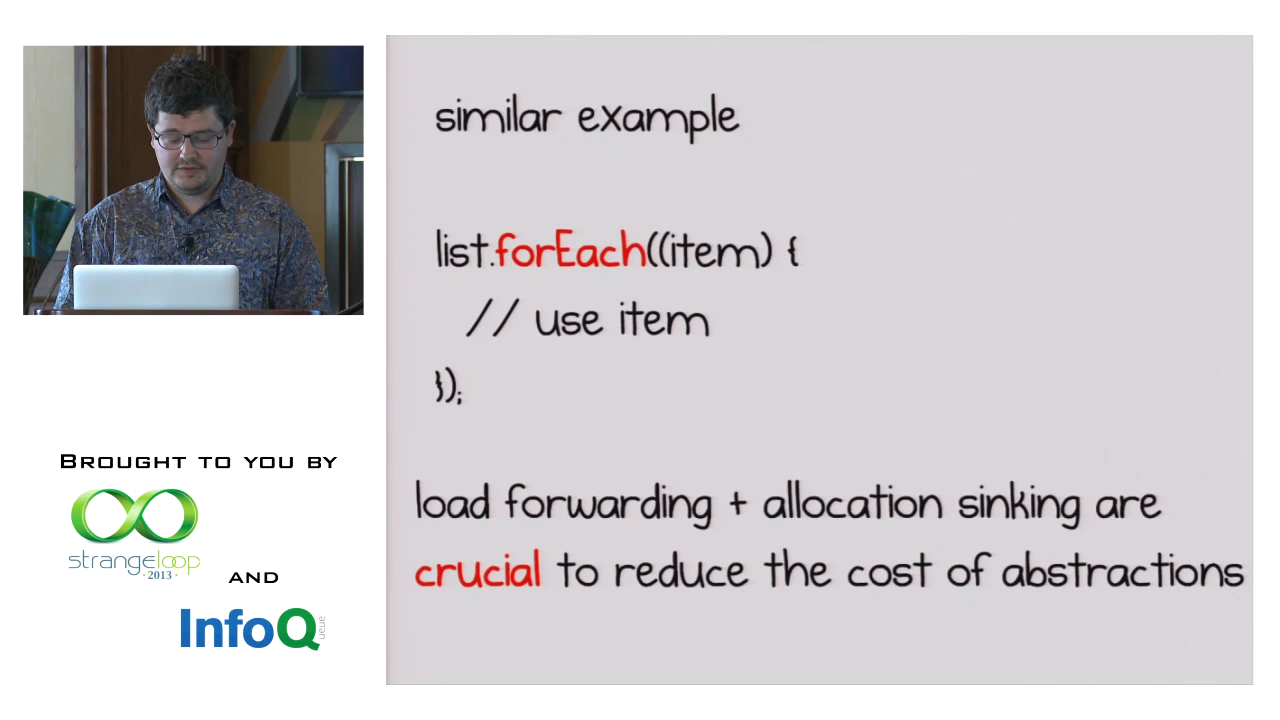 similar example
list.forEach((item) {
// use item
});
load forwarding + allocation sinking are
crucial to reduce the cost of abstractions
BROUGHT TO YOU BY
strangeloop
· 2013 ·
AND
InfoQ
queue